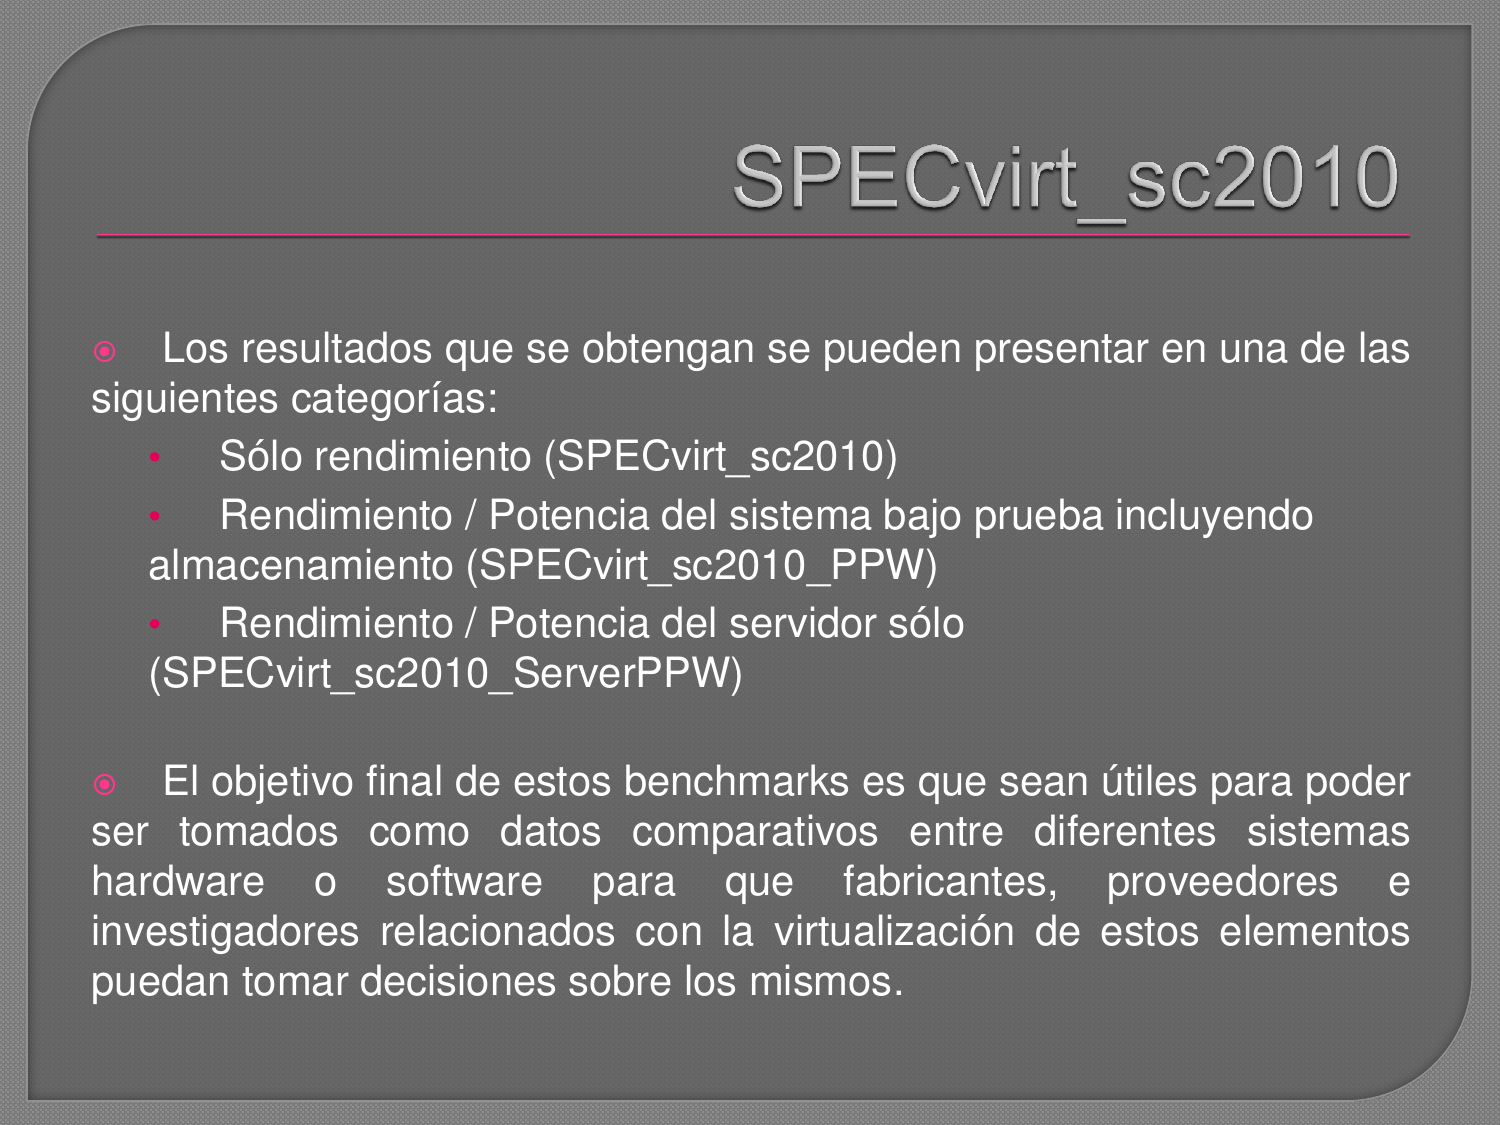 SPECvirt_sc2010
Los resultados que se obtengan se pueden presentar en una de las
siguientes categorías:
• Sólo rendimiento (SPECvirt_sc2010)
• Rendimiento / Potencia del sistema bajo prueba incluyendo
almacenamiento (SPECvirt_sc2010_PPW)
• Rendimiento / Potencia del servidor sólo
(SPECvirt_sc2010_ServerPPW)
El objetivo final de estos benchmarks es que sean útiles para poder
ser tomados como datos comparativos entre diferentes sistemas
hardware o software para que fabricantes, proveedores e
investigadores relacionados con la virtualización de estos elementos
puedan tomar decisiones sobre los mismos.